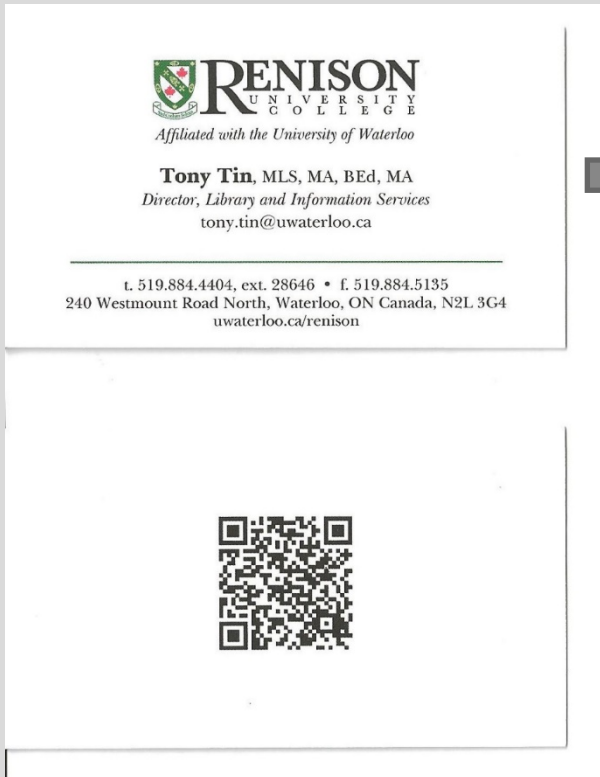 RENISON
UNIVERSITY
COLLEGE
Affiliated with the University of Waterloo
Tony Tin, MLS, MA, BEd, MA
Director, Library and Information Services
tony.tin@uwaterloo.ca
t. 519.884.4404, ext. 28646 • f. 519.884.5135
240 Westmount Road North, Waterloo, ON Canada, N2L 3G4
uwaterloo.ca/renison